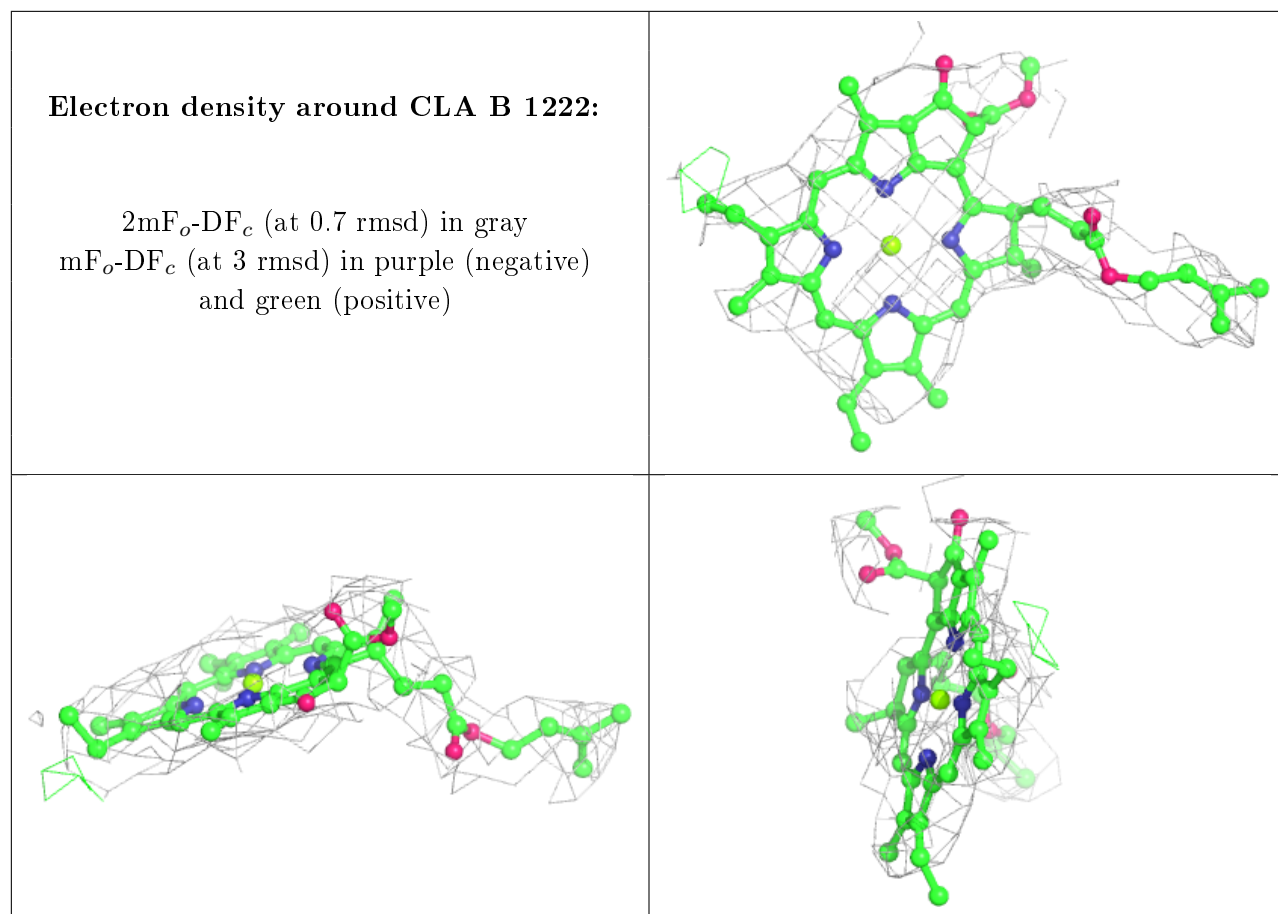 Electron density around CLA B 1222:
2mFo-DFc (at 0.7 rmsd) in gray
mFo-DFc (at 3 rmsd) in purple (negative)
and green (positive)